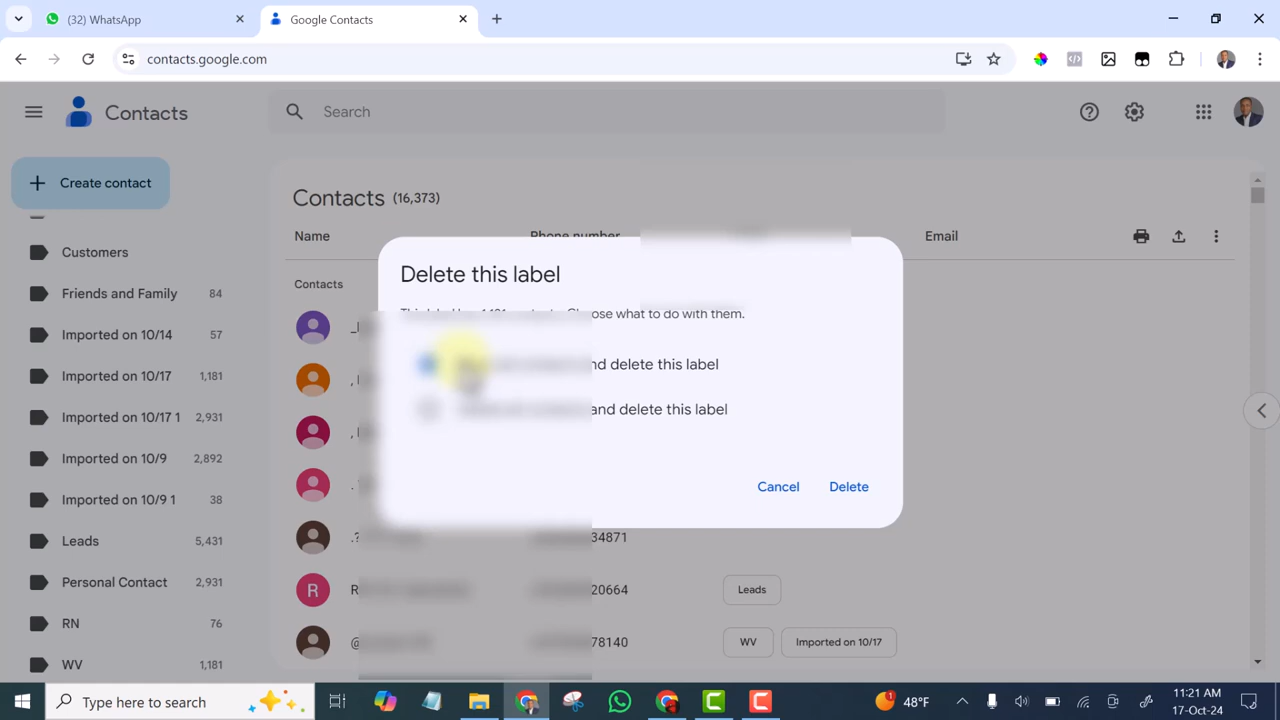 (32) WhatsApp
Google Contacts
contacts.google.com
Contacts
Search
Create contact
Contacts (16,373)
Name
Phone number
Email
Customers
Contacts
Friends and Family 84
Imported on 10/14 57
Imported on 10/17 1,181
Imported on 10/17 1 2,931
Imported on 10/9 2,892
Imported on 10/9 1 38
Leads 5,431
Personal Contact 2,931
RN 76
WV 1,181
Delete this label
Choose what to do with them.
and delete this label
and delete this label
Cancel
Delete
34871
R
20664
Leads
@
78140
WV
Imported on 10/17
Type here to search
1
48°F
11:21 AM
17-Oct-24